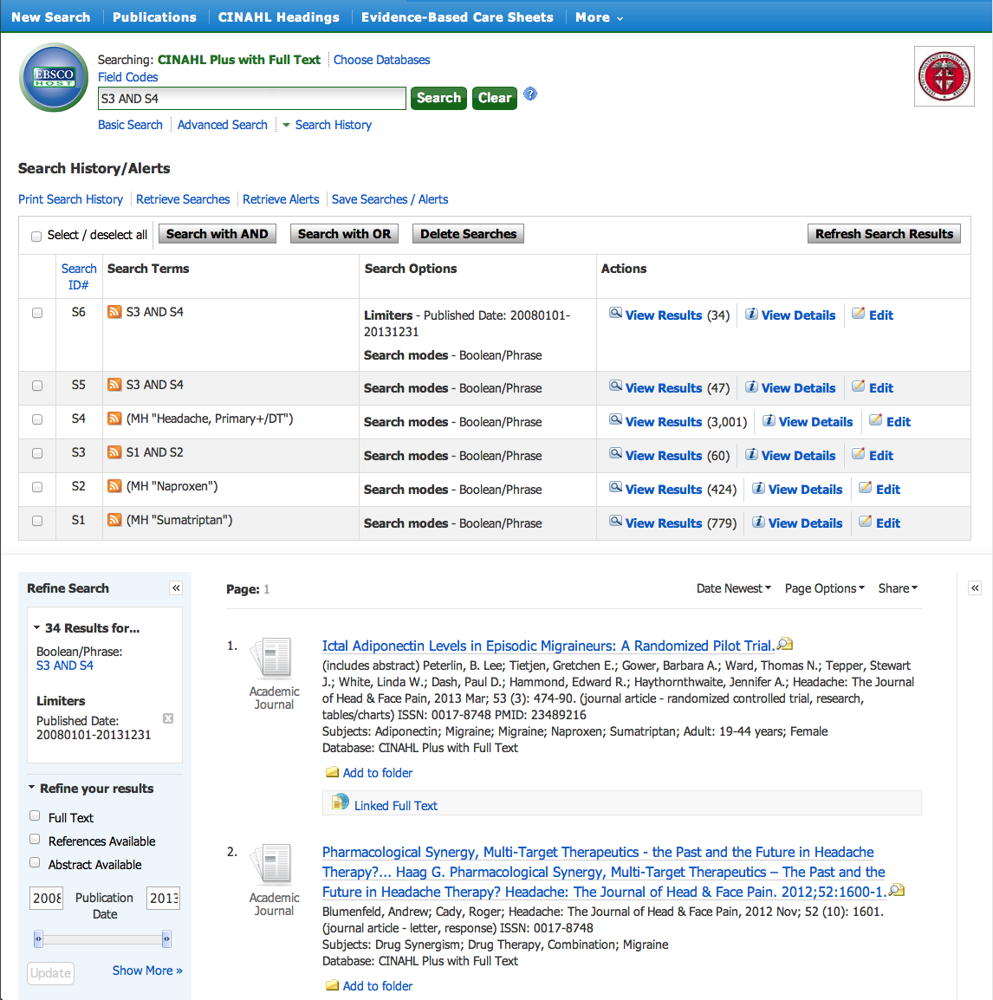 New Search Publications CINAHL Headings Evidence-Based Care Sheets More
Searching: CINAHL Plus with Full Text Choose Databases
Field Codes
EBSCO
HOST
S3 AND S4 Search Clear ?
Basic Search Advanced Search Search History
Search History/Alerts
Print Search History Retrieve Searches Retrieve Alerts Save Searches / Alerts
Select / deselect all Search with AND Search with OR Delete Searches Refresh Search Results
Search ID# Search Terms Search Options Actions
S6 S3 AND S4 Limiters - Published Date: 20080101-
20131231
Search modes - Boolean/Phrase
View Results (34) View Details Edit
S5 S3 AND S4 Search modes - Boolean/Phrase View Results (47) View Details Edit
S4 (MH "Headache, Primary+/DT") Search modes - Boolean/Phrase View Results (3,001) View Details Edit
S3 S1 AND S2 Search modes - Boolean/Phrase View Results (60) View Details Edit
S2 (MH "Naproxen") Search modes - Boolean/Phrase View Results (424) View Details Edit
S1 (MH "Sumatriptan") Search modes - Boolean/Phrase View Results (779) View Details Edit
Refine Search «
34 Results for...
Boolean/Phrase:
S3 AND S4
Limiters
Published Date:
20080101-20131231
Refine your results
Full Text
References Available
Abstract Available
2008 Publication Date 2013
Update Show More »
Page: 1 Date Newest Page Options Share «
1. Ictal Adiponectin Levels in Episodic Migraineurs: A Randomized Pilot Trial.
Academic
Journal
(includes abstract) Peterlin, B. Lee; Tietjen, Gretchen E.; Gower, Barbara A.; Ward, Thomas N.; Tepper, Stewart
J.; White, Linda W.; Dash, Paul D.; Hammond, Edward R.; Haythornthwaite, Jennifer A.; Headache: The Journal
of Head & Face Pain, 2013 Mar; 53 (3): 474-90. (journal article - randomized controlled trial, research,
tables/charts) ISSN: 0017-8748 PMID: 23489216
Subjects: Adiponectin; Migraine; Migraine; Naproxen; Sumatriptan; Adult: 19-44 years; Female
Database: CINAHL Plus with Full Text
Add to folder
Linked Full Text
2. Pharmacological Synergy, Multi-Target Therapeutics - the Past and the Future in Headache
Therapy?... Haag G. Pharmacological Synergy, Multi-Target Therapeutics – The Past and the
Future in Headache Therapy? Headache: The Journal of Head & Face Pain. 2012;52:1600-1.
Academic
Journal
Blumenfeld, Andrew; Cady, Roger; Headache: The Journal of Head & Face Pain, 2012 Nov; 52 (10): 1601.
(journal article - letter, response) ISSN: 0017-8748
Subjects: Drug Synergism; Drug Therapy, Combination; Migraine
Database: CINAHL Plus with Full Text
Add to folder